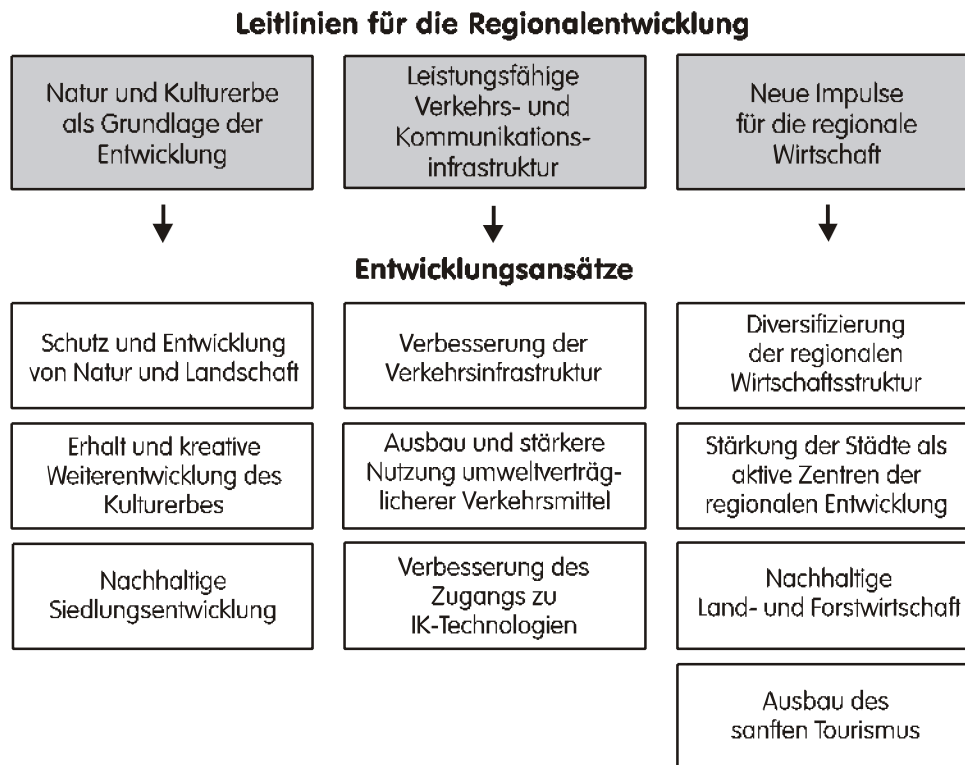 Leitlinien für die Regionalentwicklung
Natur und Kulturerbe
als Grundlage der
Entwicklung
Leistungsfähige
Verkehrs- und
Kommunikations-
infrastruktur
Neue Impulse
für die regionale
Wirtschaft
Entwicklungsansätze
Schutz und Entwicklung
von Natur und Landschaft
Verbesserung der
Verkehrsinfrastruktur
Diversifizierung
der regionalen
Wirtschaftsstruktur
Erhalt und kreative
Weiterentwicklung des
Kulturerbes
Ausbau und stärkere
Nutzung umweltverträg-
licherer Verkehrsmittel
Stärkung der Städte als
aktive Zentren der
regionalen Entwicklung
Nachhaltige
Siedlungsentwicklung
Verbesserung des
Zugangs zu
IK-Technologien
Nachhaltige
Land- und Forstwirtschaft
Ausbau des
sanften Tourismus